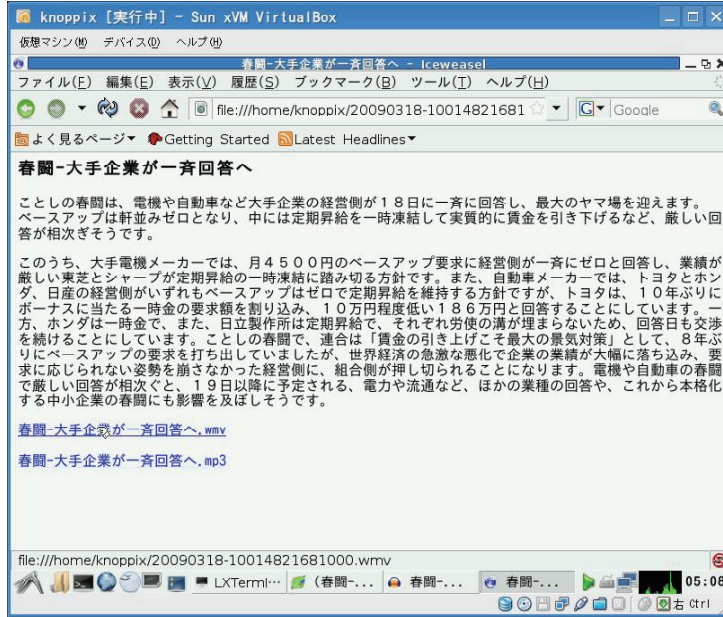 knoppix [実行中] - Sun xVM VirtualBox
仮想マシン(M) デバイス(D) ヘルプ(H)
春闘-大手企業が一斉回答へ - Iceweasel
ファイル(F) 編集(E) 表示(V) 履歴(S) ブックマーク(B) ツール(T) ヘルプ(H)
file:///home/knoppix/20090318-10014821681
G Google
よく見るページ Getting Started Latest Headlines
春闘-大手企業が一斉回答へ
ことしの春闘は、電機や自動車など大手企業の経営側が18日に一斉に回答し、最大のヤマ場を迎えます。
ベースアップは軒並みゼロとなり、中には定期昇給を一時凍結して実質的に賃金を引き下げるなど、厳しい回
答が相次ぎそうです。
このうち、大手電機メーカーでは、月4500円のベースアップ要求に経営側が一斉にゼロと回答し、業績が
厳しい東芝とシャープが定期昇給の一時凍結に踏み切る方針です。また、自動車メーカーでは、トヨタとホン
ダ、日産の経営側がいずれもベースアップはゼロで定期昇給を維持する方針ですが、トヨタは、10年ぶりに
ボーナスに当たる一時金の要求額を割り込み、10万円程度低い186万円と回答することにしています。一
方、ホンダは一時金で、また、日立製作所は定期昇給で、それぞれ労使の溝が埋まらないため、回答日も交渉
を続けることにしています。ことしの春闘で、連合は「賃金の引き上げこそ最大の景気対策」として、8年ぶ
りにベースアップの要求を打ち出していましたが、世界経済の急激な悪化で企業の業績が大幅に落ち込み、要
求に応じられない姿勢を崩さなかった経営側に、組合側が押し切られることになります。電機や自動車の春闘
で厳しい回答が相次ぐと、19日以降に予定される、電力や流通など、ほかの業種の回答や、これから本格化
する中小企業の春闘にも影響を及ぼしそうです。
春闘-大手企業が一斉回答へ.wmv
春闘-大手企業が一斉回答へ.mp3
file:///home/knoppix/20090318-10014821681000.wmv
LXTermi… (春闘-... 春闘-... 春闘-... 05:08
右 Ctrl